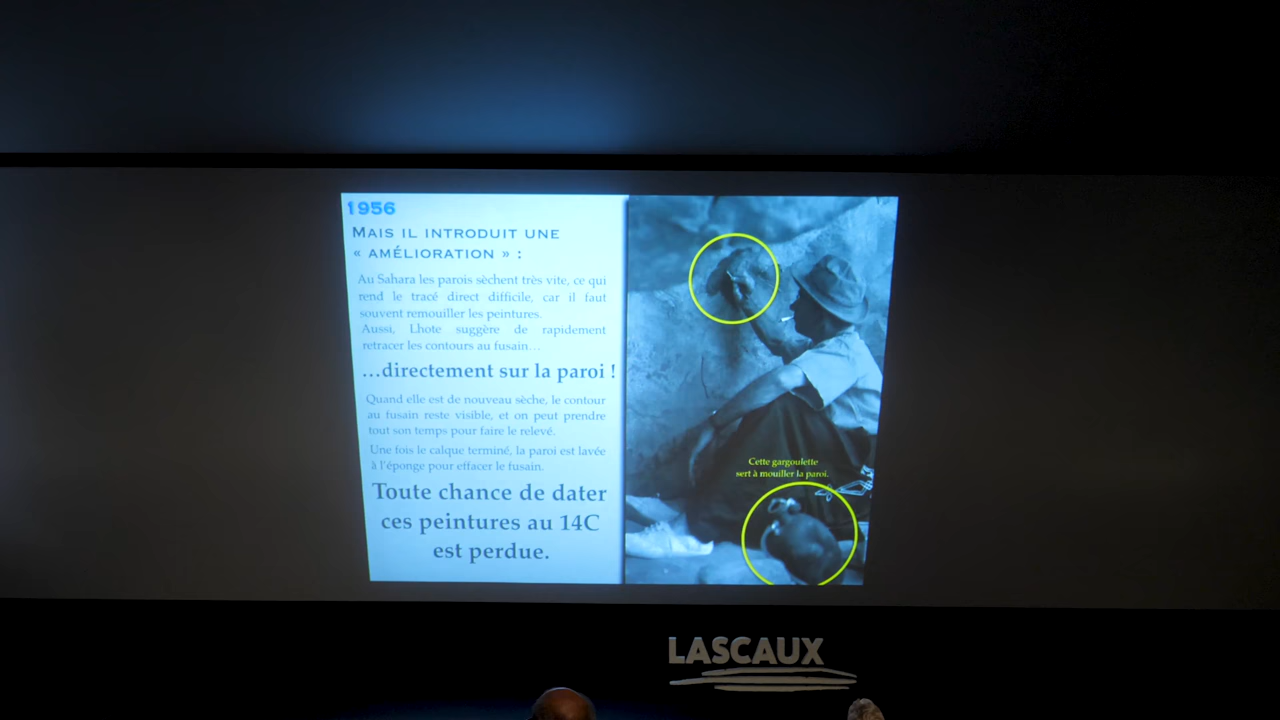 1956
MAIS IL INTRODUIT UNE
« AMÉLIORATION » :
Au Sahara les parois sèchent très vite, ce qui
rend le tracé direct difficile, car il faut
souvent remouiller les peintures.
Aussi, Lhote suggère de rapidement
retracer les contours au fusain…
…directement sur la paroi !
Quand elle est de nouveau sèche, le contour
au fusain reste visible, et on peut prendre
tout son temps pour faire le relevé.
Une fois le calque terminé, la paroi est lavée
à l'éponge pour effacer le fusain.
Toute chance de dater
ces peintures au 14C
est perdue.
Cette gargoulette
sert à mouiller la paroi.
LASCAUX